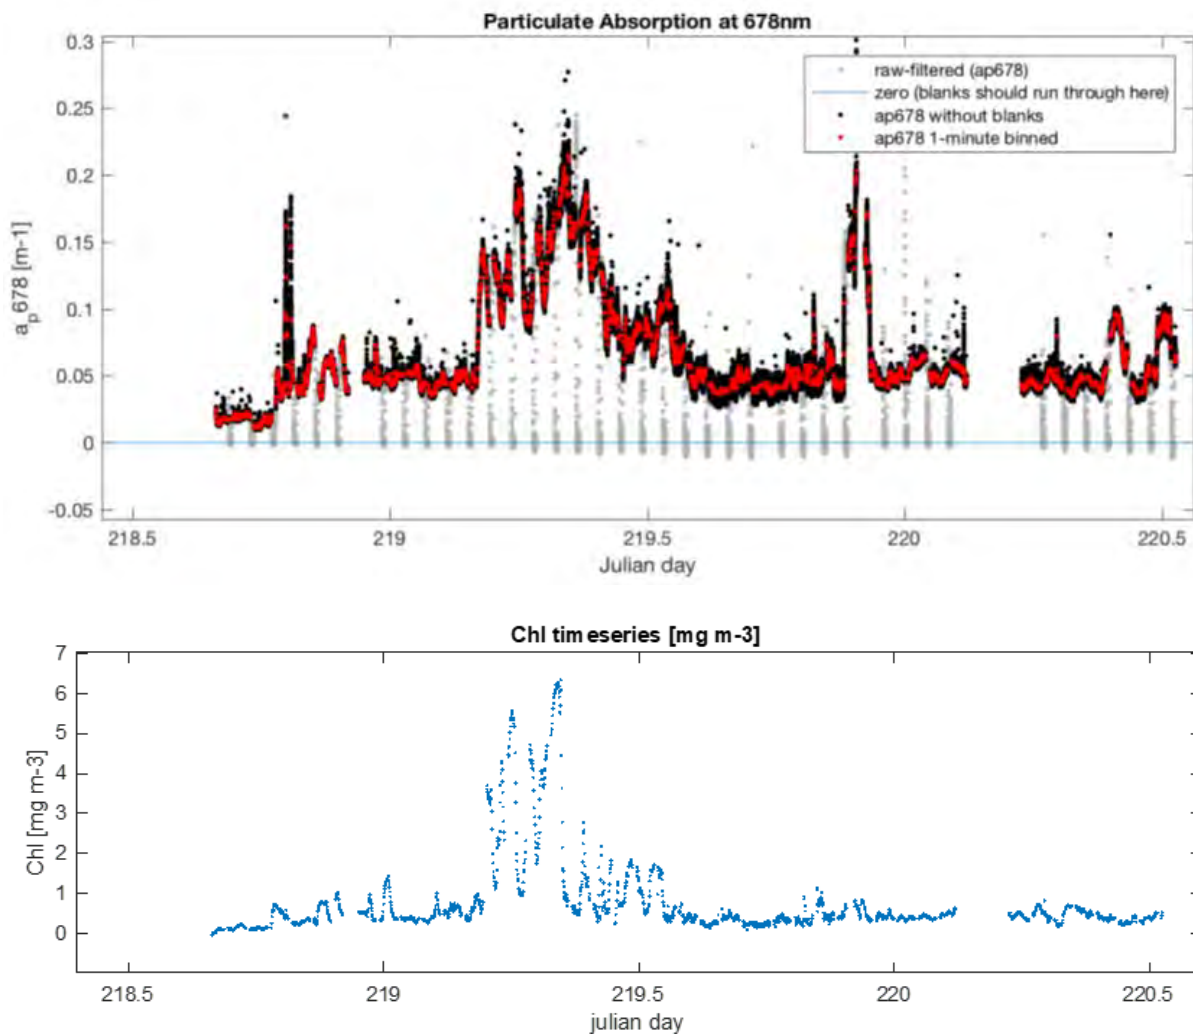 Particulate Absorption at 678nm
0.3
0.25
0.2
0.15
0.1
0.05
0
-0.05
a_p678 [m-1]
raw-filtered (ap678)
zero (blanks should run through here)
ap678 without blanks
ap678 1-minute binned
218.5 219 219.5 220 220.5
Julian day
Chl timeseries [mg m-3]
7
6
5
4
3
2
1
0
Chl [mg m-3]
218.5 219 219.5 220 220.5
julian day